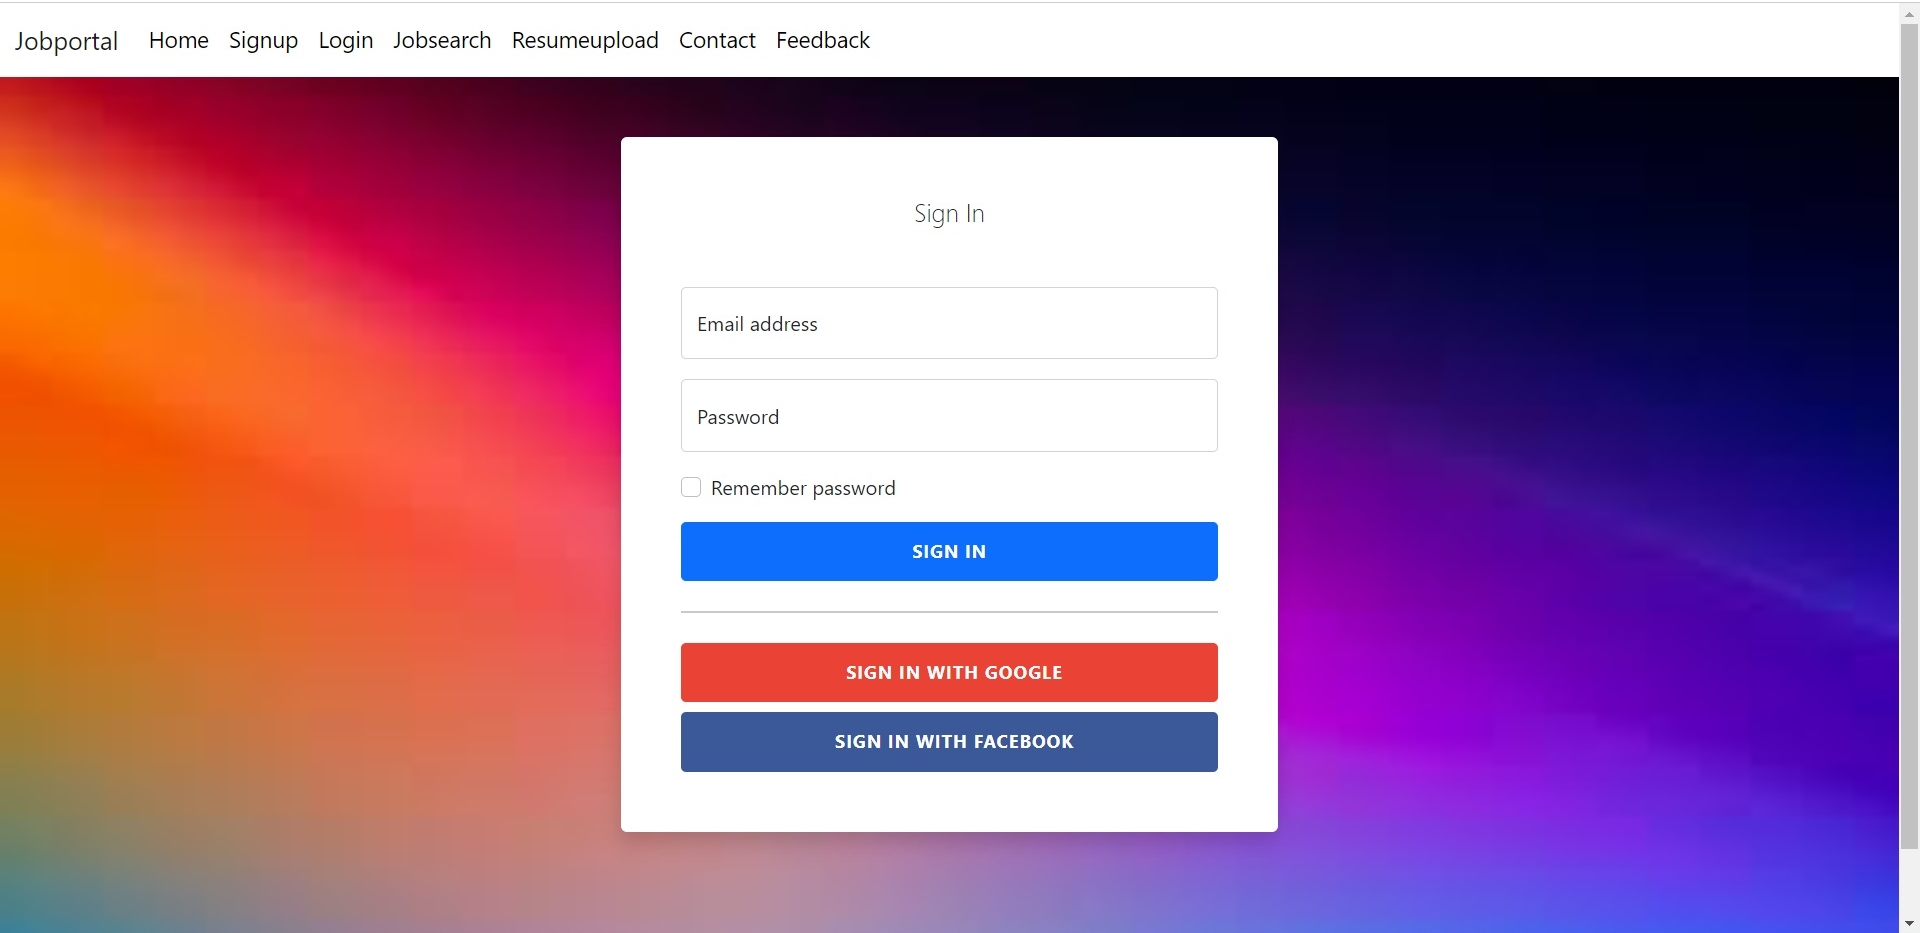 Jobportal Home Signup Login Jobsearch Resumeupload Contact Feedback
Sign In
Email address
Password
Remember password
SIGN IN
SIGN IN WITH GOOGLE
SIGN IN WITH FACEBOOK